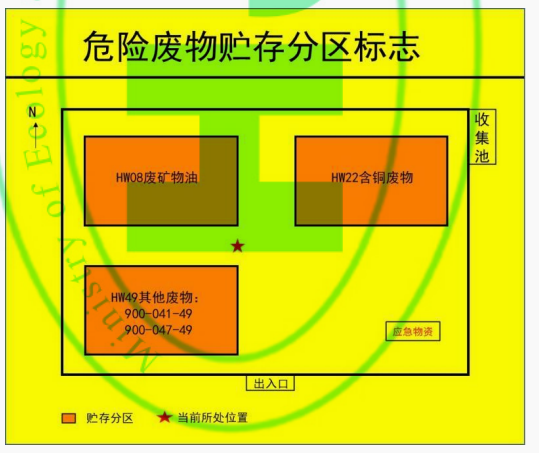 危险废物贮存分区标志
N
收集池
HW08废矿物油
HW22含铜废物
HW49其他废物:
900-041-49
900-047-49
应急物资
出入口
贮存分区
当前所处位置
Ministry of Ecology